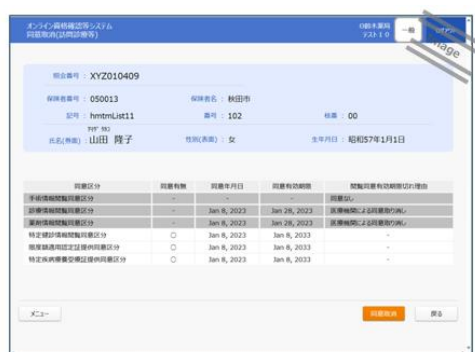 オンライン資格確認等システム
同意取消(訪問診療等)
テスト10
一般
mage
照会番号 : XYZ010409
保険者番号 : 050013 保険者名 : 秋田市
記号 : hmtmList11 番号 : 102 枝番 : 00
氏名(券面) : 山田 隆子 性別(券面) : 女 生年月日 : 昭和57年1月1日
同意区分 同意有無 同意年月日 同意有効期限 閲覧同意有効期限切れ理由
手術情報閲覧同意区分 - - - 同意なし
診療情報閲覧同意区分 - Jan 8, 2023 Jan 28, 2023 医療機関による同意取り消し
薬剤情報閲覧同意区分 - Jan 8, 2023 Jan 28, 2023 医療機関による同意取り消し
特定健診情報閲覧同意区分 ○ Jan 8, 2023 Jan 8, 2033 -
限度額適用認定証提供同意区分 ○ Jan 8, 2023 Jan 8, 2033 -
特定疾病療養受療証提供同意区分 ○ Jan 8, 2023 Jan 8, 2033 -
メニュー 同意取消 戻る